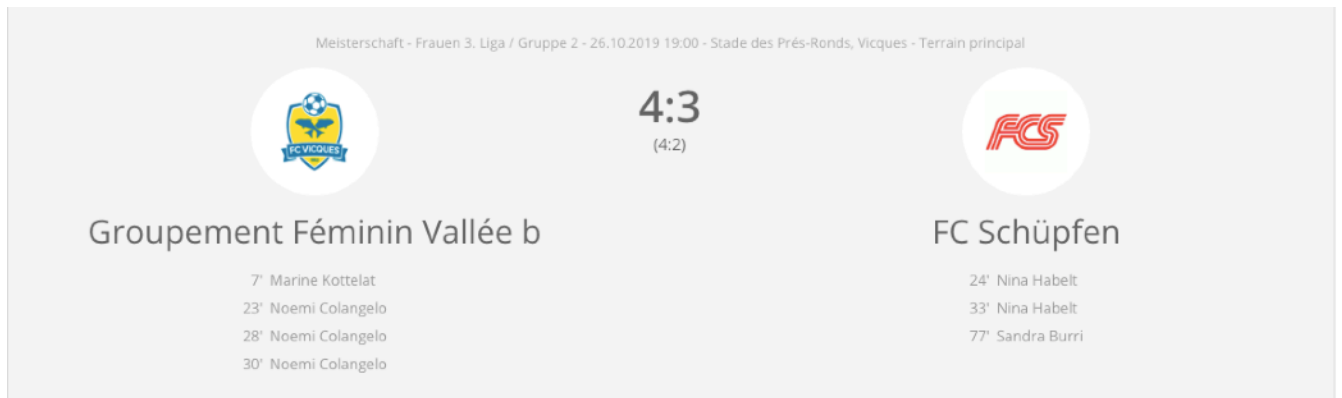 Meisterschaft - Frauen 3. Liga / Gruppe 2 - 26.10.2019 19:00 - Stade des Prés-Ronds, Vicques - Terrain principal
4:3
(4:2)
FC VICQUES
FCS
Groupement Féminin Vallée b
7' Marine Kottelat
23' Noemi Colangelo
28' Noemi Colangelo
30' Noemi Colangelo
FC Schüpfen
24' Nina Habelt
33' Nina Habelt
77' Sandra Burri